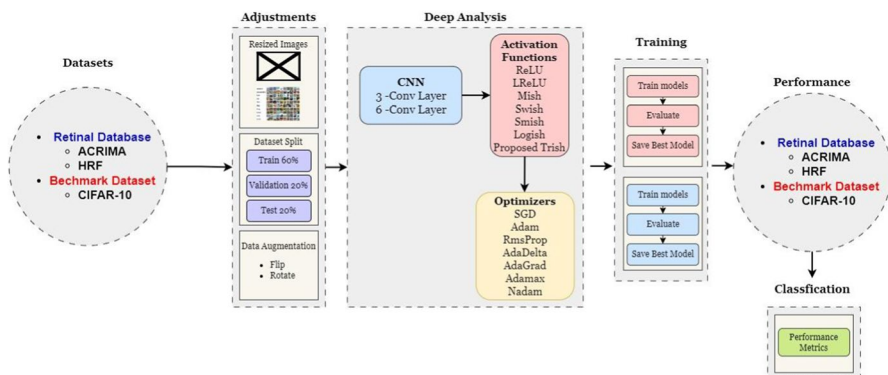 Datasets
Retinal Database
ACRIMA
HRF
Bechmark Dataset
CIFAR-10
Adjustments
Resized Images
Dataset Split
Train 60%
Validation 20%
Test 20%
Data Augmentation
Flip
Rotate
Deep Analysis
CNN
3 -Conv Layer
6 -Conv Layer
Activation
Functions
ReLU
LReLU
Mish
Swish
Smish
Logish
Proposed Trish
Optimizers
SGD
Adam
RmsProp
AdaDelta
AdaGrad
Adamax
Nadam
Training
Train models
Evaluate
Save Best Model
Train models
Evaluate
Save Best Model
Performance
Retinal Database
ACRIMA
HRF
Bechmark Dataset
CIFAR-10
Classfication
Performance
Metrics